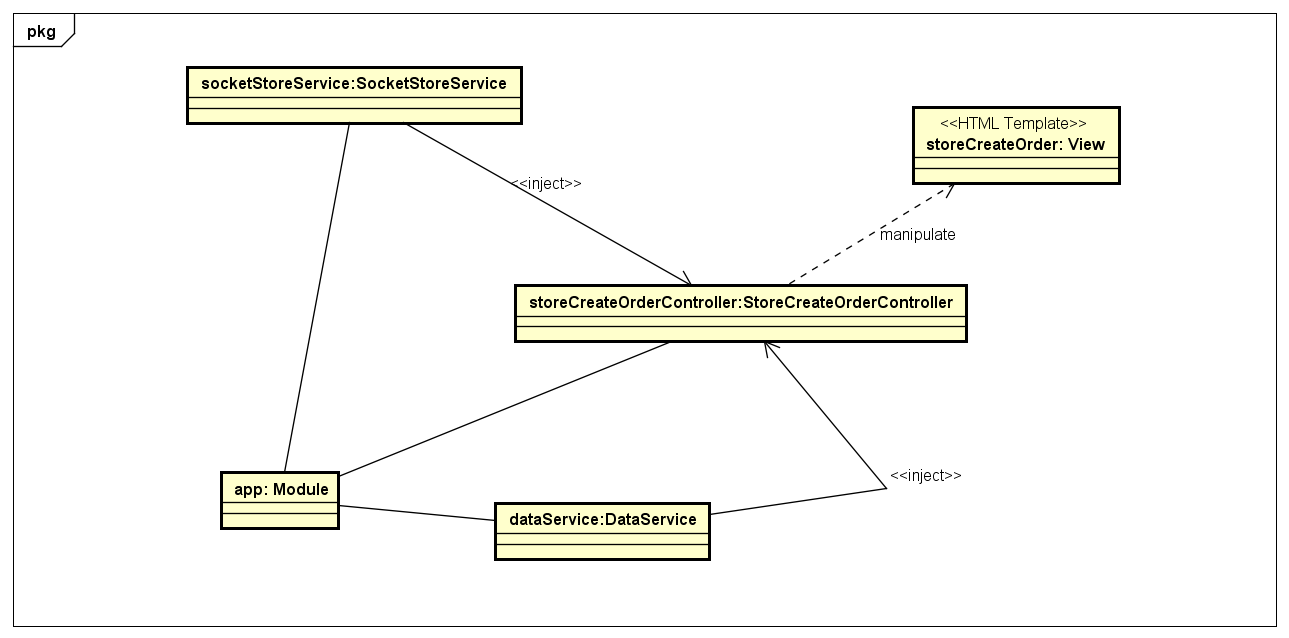 pkg
socketStoreService:SocketStoreService
<<HTML Template>>
storeCreateOrder: View
<<inject>>
manipulate
storeCreateOrderController:StoreCreateOrderController
<<inject>>
app: Module
dataService:DataService